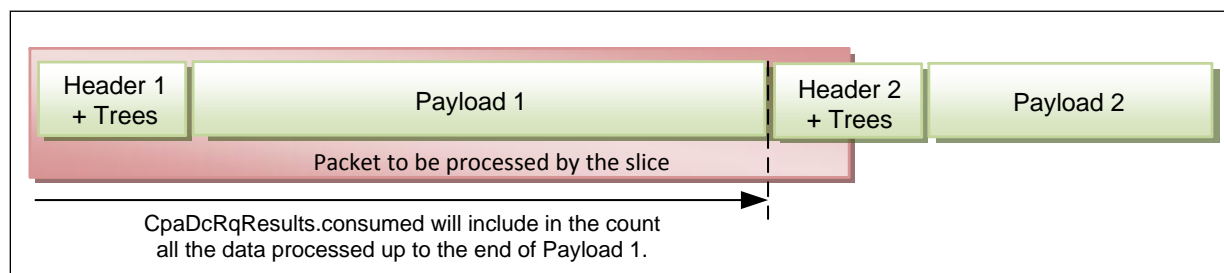 Header 1
+ Trees
Payload 1
Header 2
+ Trees
Payload 2
Packet to be processed by the slice
CpaDcRqResults.consumed will include in the count
all the data processed up to the end of Payload 1.